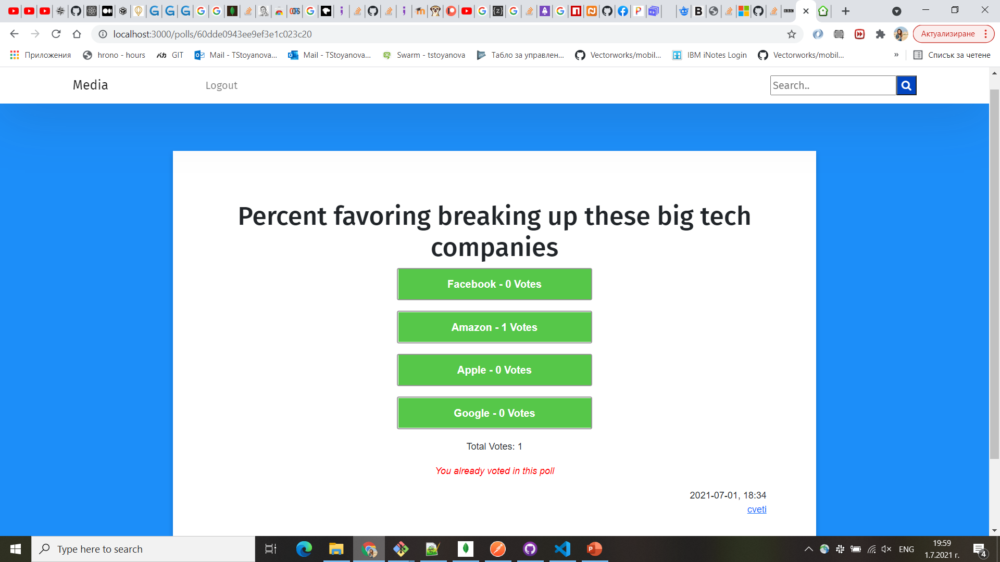 localhost:3000/polls/60dde0943ee9ef3e1c023c20
Актуализиране
Приложения
hrono - hours
GIT
Mail - TStoyanova...
Mail - TStoyanova...
Swarm - tstoyanova
Табло за управлен...
Vectorworks/mobil...
IBM iNotes Login
Vectorworks/mobil...
»
Списък за четене
Media
Logout
Search..
Percent favoring breaking up these big tech
companies
Facebook - 0 Votes
Amazon - 1 Votes
Apple - 0 Votes
Google - 0 Votes
Total Votes: 1
You already voted in this poll
2021-07-01, 18:34
cveti
Type here to search
ENG
19:59
1.7.2021 г.
4